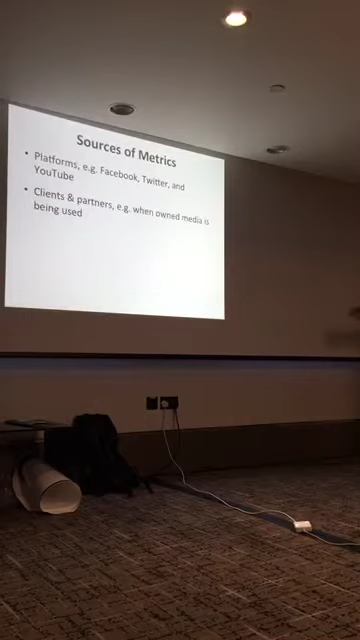 Sources of Metrics
• Platforms, e.g. Facebook, Twitter, and
YouTube
• Clients & partners, e.g. when owned media is
being used